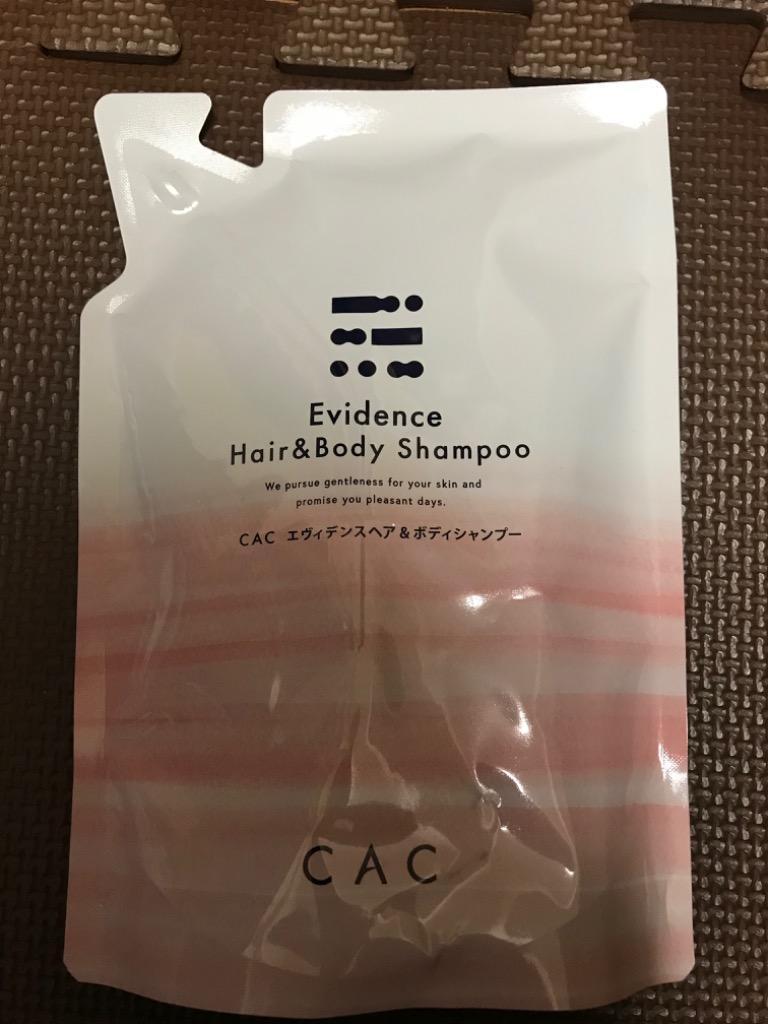 Evidence
Hair&Body Shampoo
We pursue gentleness for your skin and
promise you pleasant days.
CAC エヴィデンスヘア&ボディシャンプー
CAC